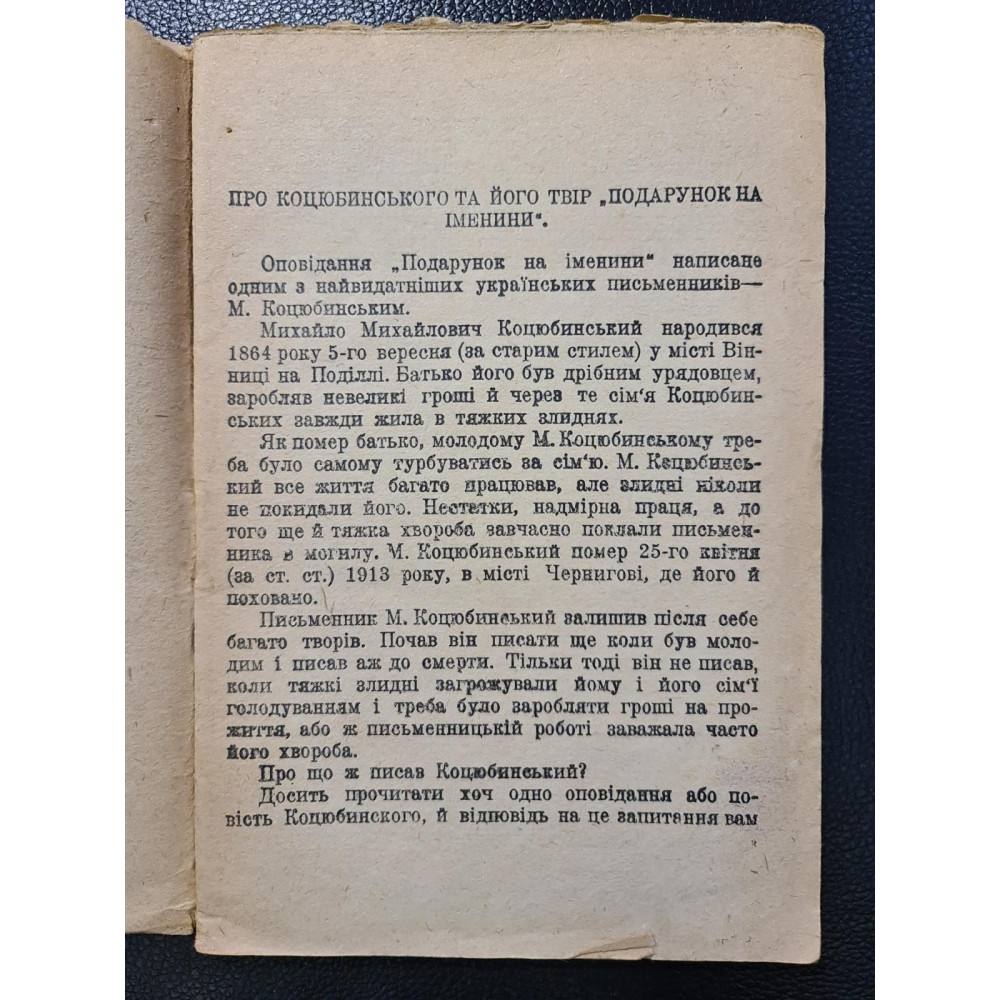 ПРО КОЦЮБИНСЬКОГО ТА ЙОГО ТВІР „ПОДАРУНОК НА
ІМЕНИНИ“.
Оповідання „Подарунок на іменини“ написане
одним з найвидатніших українських письменників—
М. Коцюбинським.
Михайло Михайлович Коцюбинський народився
1864 року 5-го вересня (за старим стилем) у місті Він-
ниці на Поділлі. Батько його був дрібним урядовцем,
заробляв невеликі гроші й через те сім‘я Коцюбин-
ських завжди жила в тяжких злиднях.
Як помер батько, молодому М. Коцюбинському тре-
ба було самому турбуватись за сім‘ю. М. Коцюбинсь-
кий все життя багато працював, але злидні ніколи
не покидали його. Нестатки, надмірна праця, а до
того ще й тяжка хвороба завчасно поклали письмен-
ника в могилу. М. Коцюбинський помер 25-го квітня
(за ст. ст.) 1913 року, в місті Чернигові, де його й
поховано.
Письменник М. Коцюбинський залишив після себе
багато творів. Почав він писати ще коли був моло-
дим і писав аж до смерти. Тільки тоді він не писав,
коли тяжкі злидні загрожували йому і його сім‘ї
голодуванням і треба було заробляти гроші на про-
життя, або ж письменницькій роботі заважала часто
його хвороба.
Про що ж писав Коцюбинський?
Досить прочитати хоч одно оповідання або по-
вість Коцюбинского, й відповідь на це запитання вам